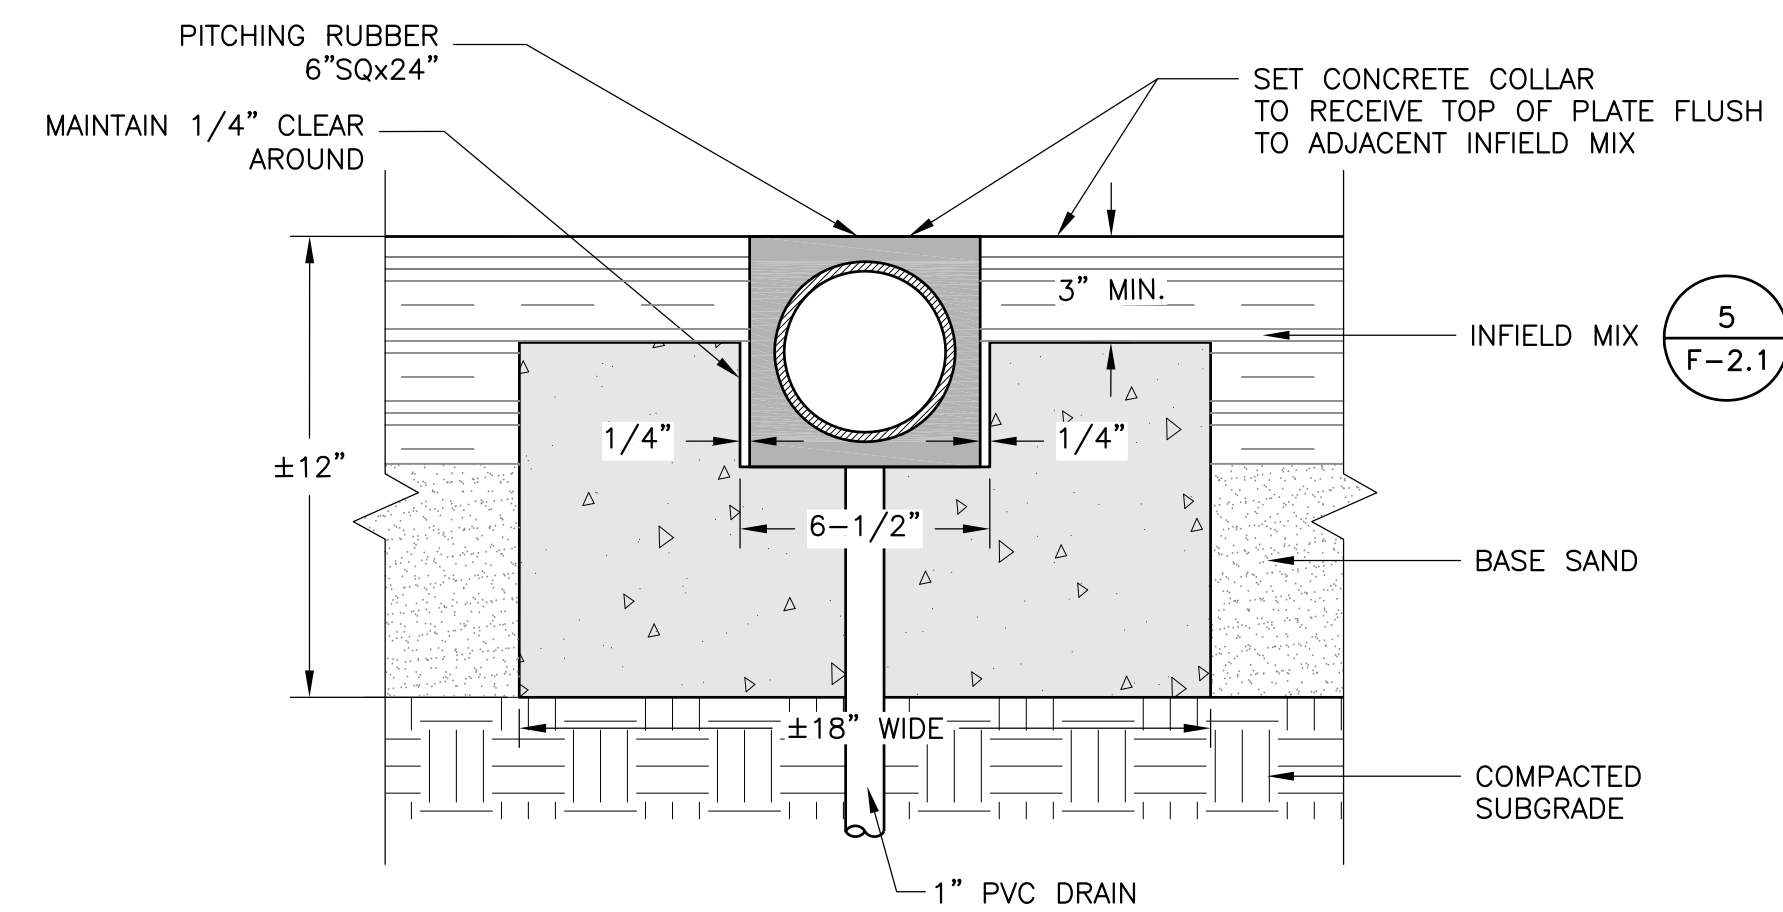 PITCHING RUBBER
6"SQx24"
SET CONCRETE COLLAR
TO RECEIVE TOP OF PLATE FLUSH
TO ADJACENT INFIELD MIX
MAINTAIN 1/4" CLEAR
AROUND
3" MIN.
INFIELD MIX
5
F-2.1
1/4"
1/4"
±12"
6-1/2"
BASE SAND
±18" WIDE
COMPACTED
SUBGRADE
1" PVC DRAIN